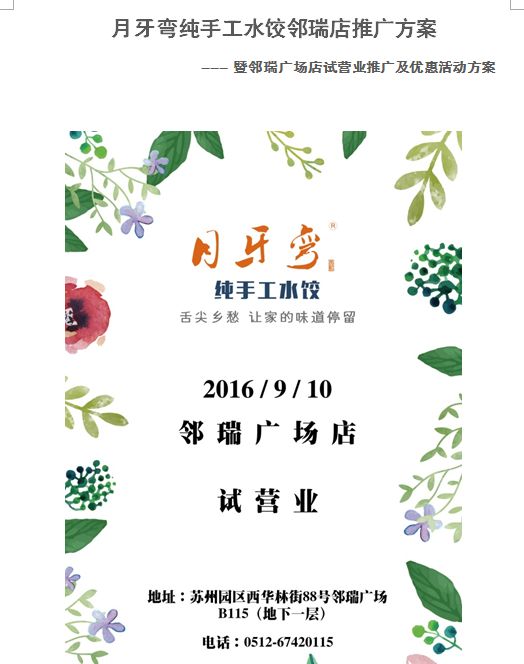 月牙弯纯手工水饺邻瑞店推广方案
——— 暨邻瑞广场店试营业推广及优惠活动方案
月牙弯®
纯手工水饺
舌尖乡愁 让家的味道停留
2016 / 9 / 10
邻瑞广场店
试营业
地址：苏州园区西华林街88号邻瑞广场
B115（地下一层）
电话：0512-67420115